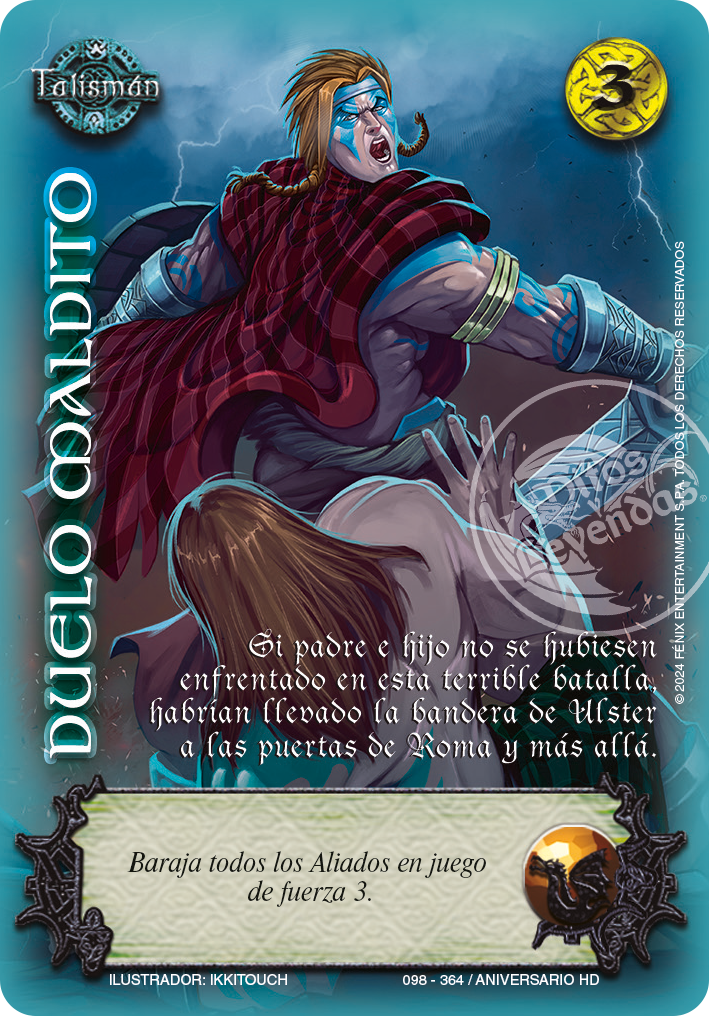 Talismán
3
DUELO MALDITO
Si padre e hijo no se hubiesen
enfrentado en esta terrible batalla,
habrían llevado la bandera de Ulster
a las puertas de Roma y más allá.
Mitos y
Leyendas®
©2024 FÉNIX ENTERTAINMENT S.P.A. TODOS LOS DERECHOS RESERVADOS
Baraja todos los Aliados en juego
de fuerza 3.
ILUSTRADOR: IKKITOUCH
098 - 364 / ANIVERSARIO HD